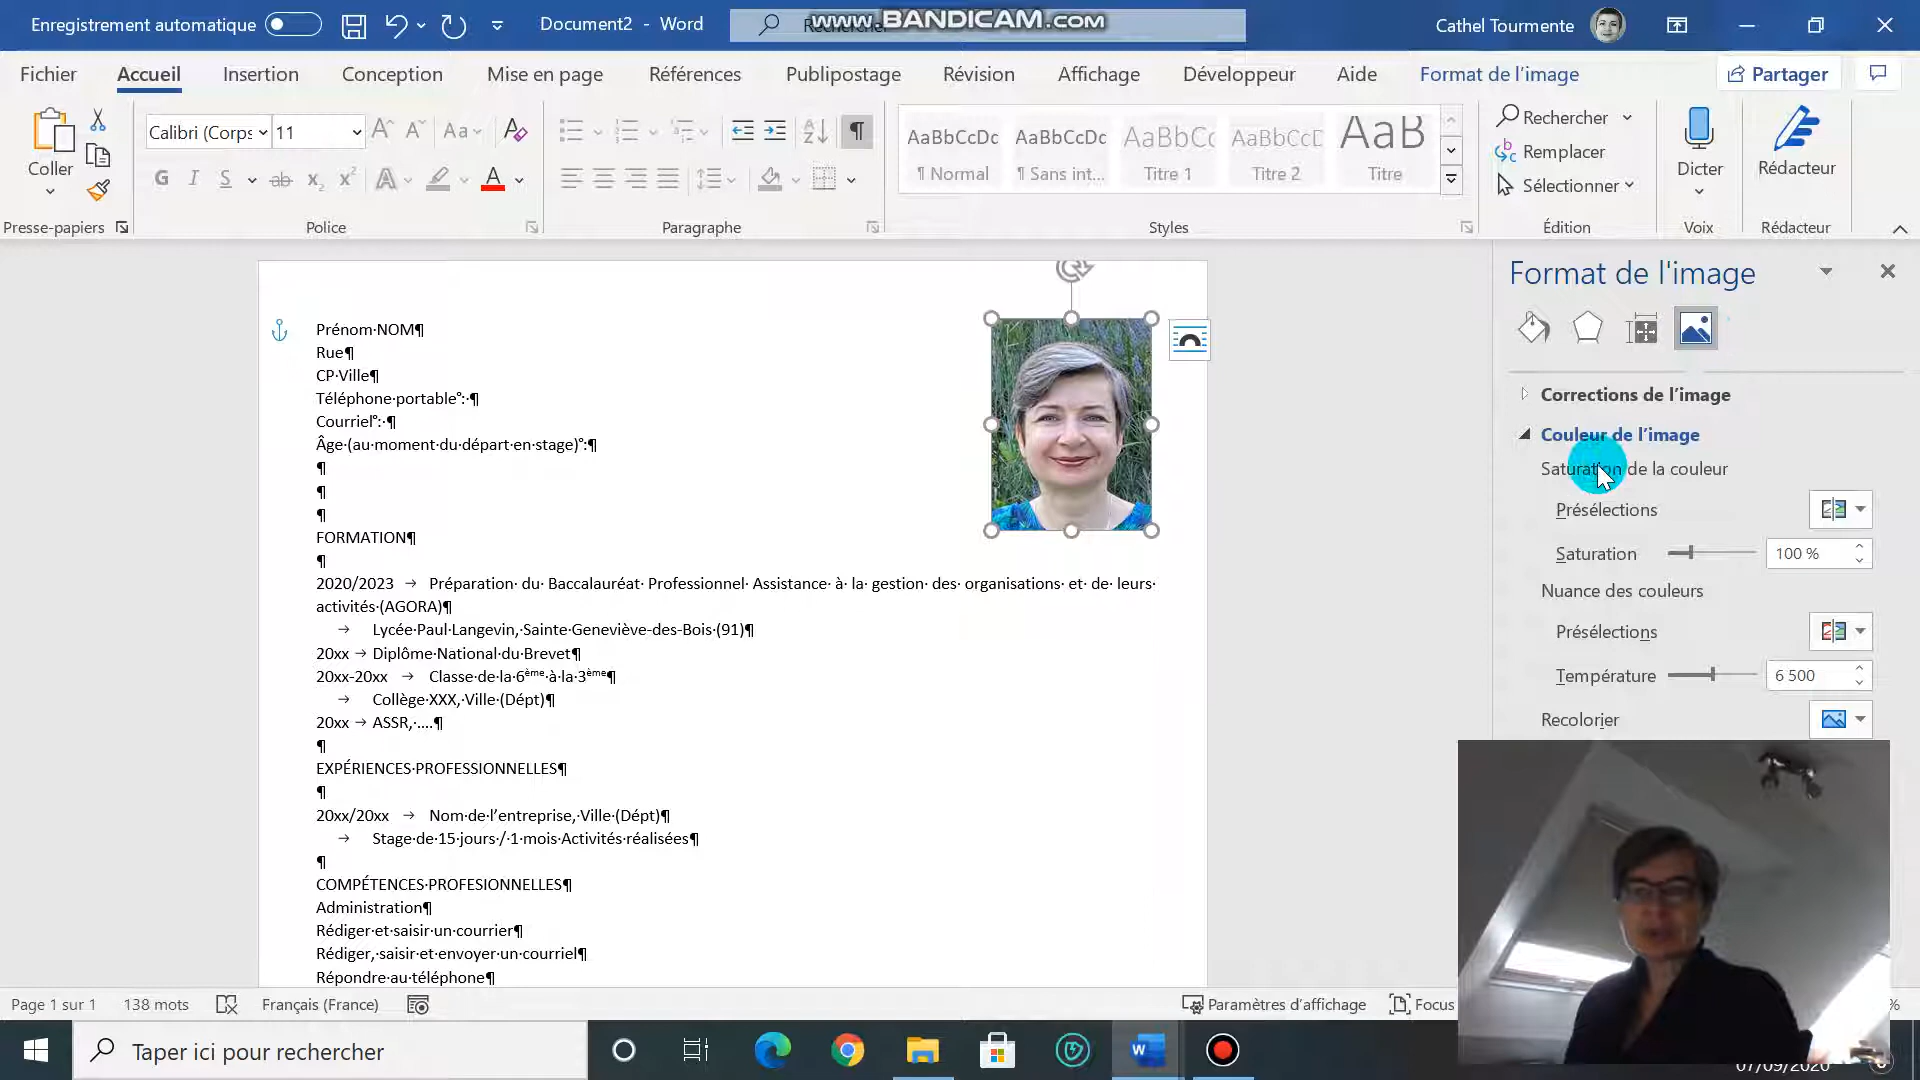 Enregistrement automatique
Document2 - Word
www.BANDICAM.com
Cathel Tourmente
Fichier Accueil Insertion Conception Mise en page Références Publipostage Révision Affichage Développeur Aide Format de l'image
Partager
Coller
Calibri (Corps 11
G I S ab x₂ x² A A
AaBbCcDc AaBbCcDc AaBbCc AaBbCcD AaB
¶ Normal ¶ Sans int... Titre 1 Titre 2 Titre
Rechercher
Remplacer
Sélectionner
Dicter
Rédacteur
Presse-papiers Police Paragraphe Styles Édition Voix Rédacteur
Prénom·NOM¶
Rue¶
CP·Ville¶
Téléphone·portable°:·¶
Courriel°:·¶
Âge·(au·moment·du·départ·en·stage)°:¶
¶
¶
¶
FORMATION¶
¶
2020/2023 → Préparation· du· Baccalauréat· Professionnel· Assistance· à· la· gestion· des· organisations· et· de· leurs·
activités·(AGORA)¶
→ Lycée·Paul·Langevin,·Sainte·Geneviève-des-Bois·(91)¶
20xx → Diplôme·National·du·Brevet¶
20xx-20xx → Classe·de·la·6ème·à·la·3ème¶
→ Collège·XXX,·Ville·(Dépt)¶
20xx → ASSR,·....¶
¶
EXPÉRIENCES·PROFESSIONNELLES¶
¶
20xx/20xx → Nom·de·l’entreprise,·Ville·(Dépt)¶
→ Stage·de·15·jours·/·1·mois·Activités·réalisées¶
¶
COMPÉTENCES·PROFESIONNELLES¶
Administration¶
Rédiger·et·saisir·un·courrier¶
Rédiger,·saisir·et·envoyer·un·courriel¶
Répondre·au·téléphone¶
Format de l'image
Corrections de l’image
Couleur de l’image
Saturation de la couleur
Présélections
Saturation 100 %
Nuance des couleurs
Présélections
Température 6 500
Recolorier
Page 1 sur 1 138 mots Français (France) Paramètres d’affichage Focus %
Taper ici pour rechercher
07/09/2020